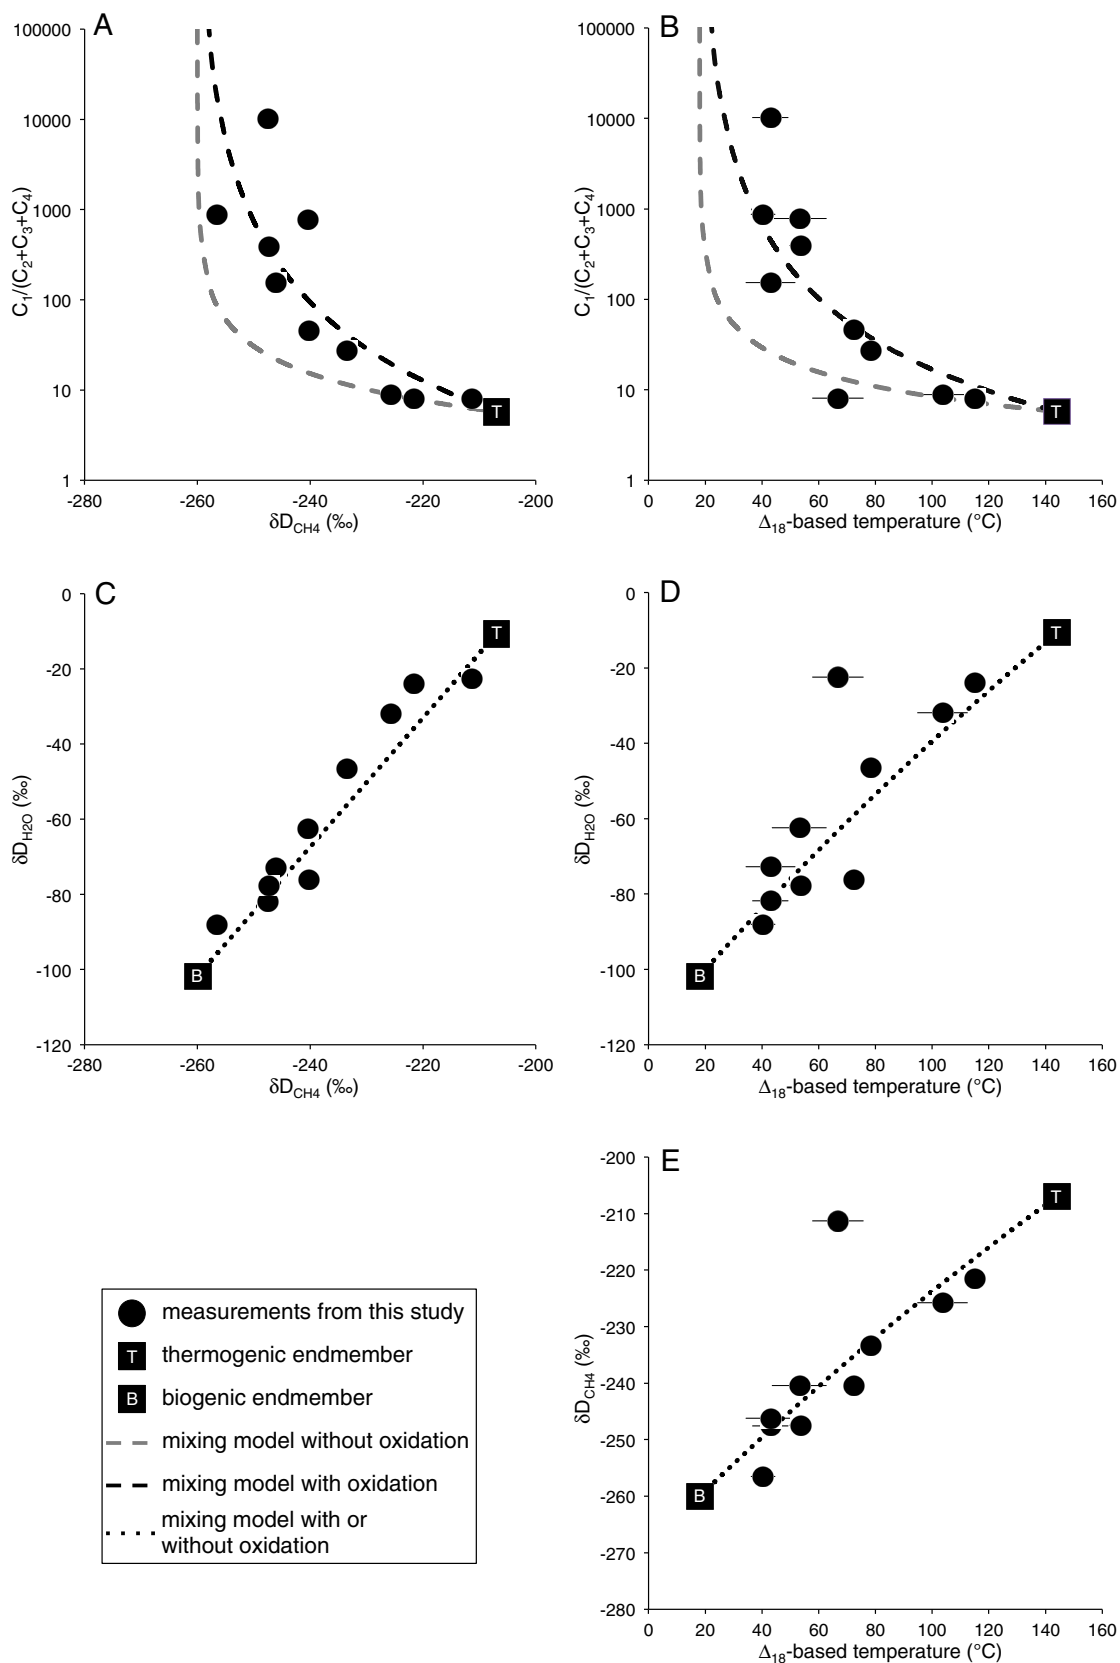 A
100000
10000
1000
100
10
1
C1/(C2+C3+C4)
T
-280 -260 -240 -220 -200
δDCH4 (‰)
B
100000
10000
1000
100
10
1
C1/(C2+C3+C4)
T
0 20 40 60 80 100 120 140 160
Δ18-based temperature (°C)
C
0
-20
-40
-60
-80
-100
-120
δDH2O (‰)
T
B
-280 -260 -240 -220 -200
δDCH4 (‰)
D
0
-20
-40
-60
-80
-100
-120
δDH2O (‰)
T
B
0 20 40 60 80 100 120 140 160
Δ18-based temperature (°C)
E
-200
-210
-220
-230
-240
-250
-260
-270
-280
δDCH4 (‰)
T
B
0 20 40 60 80 100 120 140 160
Δ18-based temperature (°C)
measurements from this study
T thermogenic endmember
B biogenic endmember
mixing model without oxidation
mixing model with oxidation
mixing model with or
without oxidation